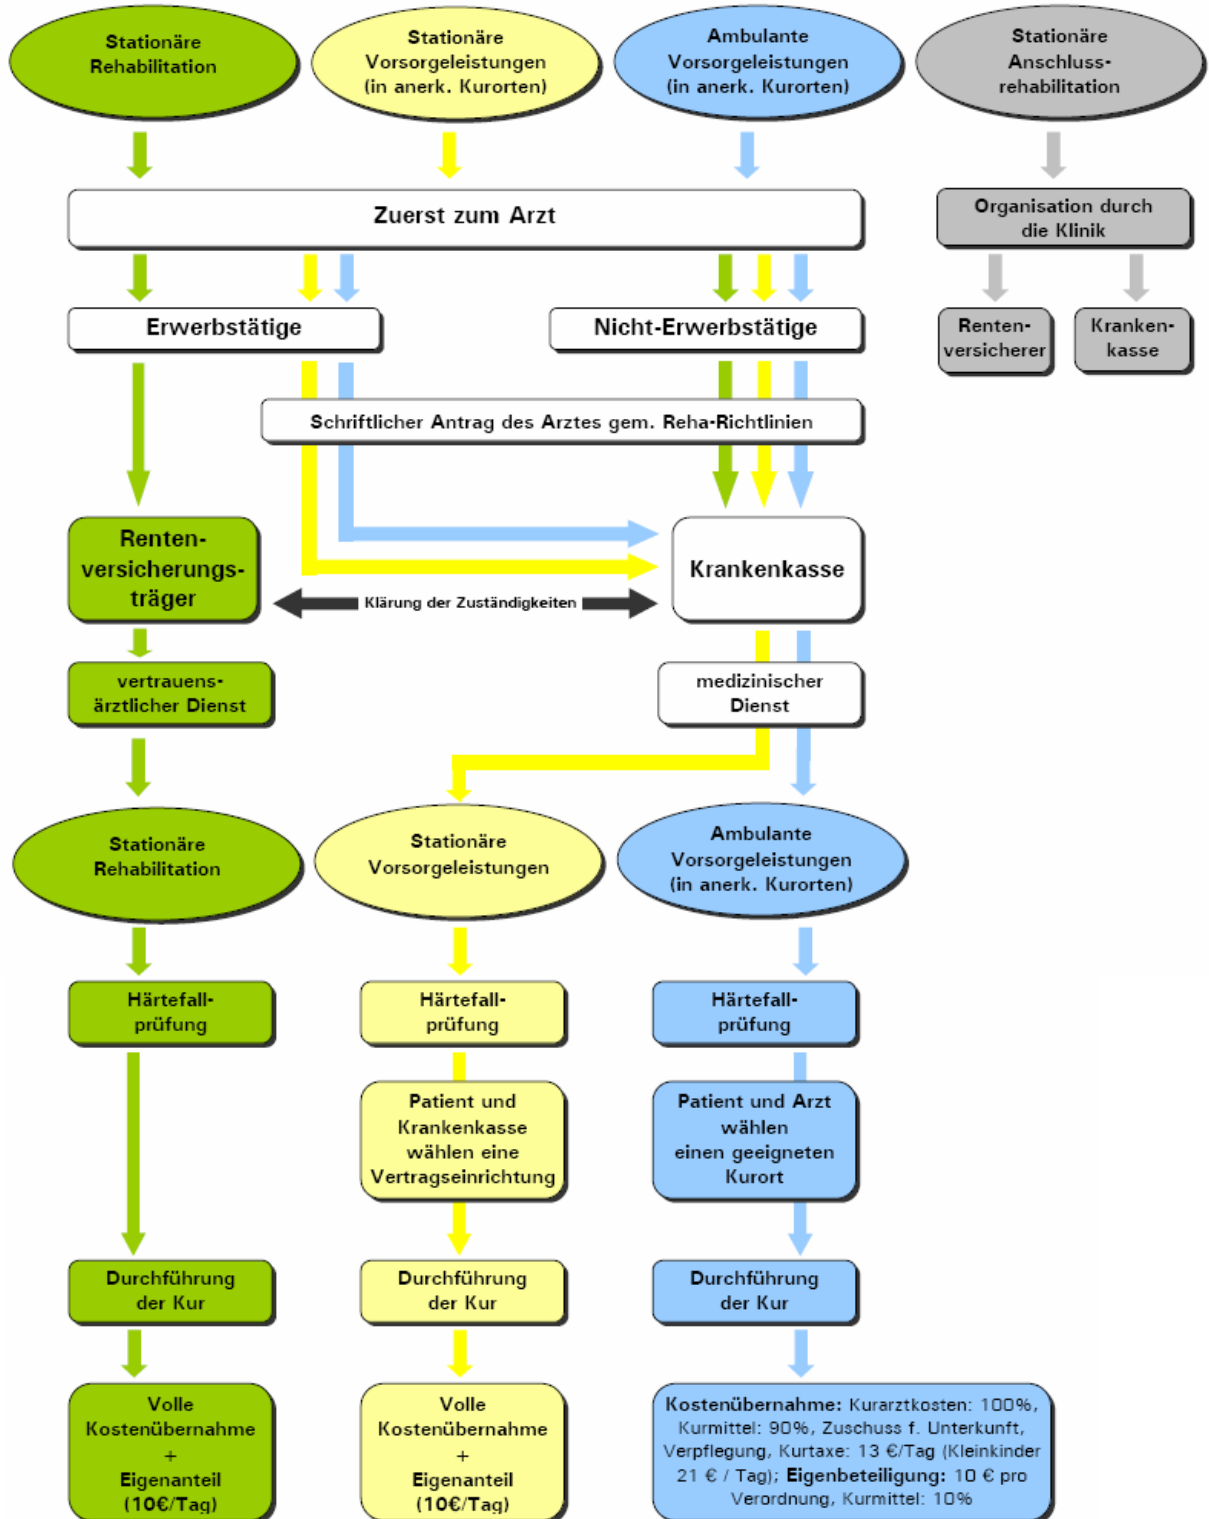 Stationäre
Rehabilitation
Stationäre
Vorsorgeleistungen
(in anerk. Kurorten)
Ambulante
Vorsorgeleistungen
(in anerk. Kurorten)
Stationäre
Anschluss-
rehabilitation
Zuerst zum Arzt
Organisation durch
die Klinik
Erwerbstätige
Nicht-Erwerbstätige
Renten-
versicherer
Kranken-
kasse
Schriftlicher Antrag des Arztes gem. Reha-Richtlinien
Renten-
versicherungs-
träger
Krankenkasse
Klärung der Zuständigkeiten
vertrauens-
ärztlicher Dienst
medizinischer
Dienst
Stationäre
Rehabilitation
Stationäre
Vorsorgeleistungen
Ambulante
Vorsorgeleistungen
(in anerk. Kurorten)
Härtefall-
prüfung
Härtefall-
prüfung
Härtefall-
prüfung
Patient und
Krankenkasse
wählen eine
Vertragseinrichtung
Patient und Arzt
wählen
einen geeigneten
Kurort
Durchführung
der Kur
Durchführung
der Kur
Durchführung
der Kur
Volle
Kostenübernahme
+
Eigenanteil
(10€/Tag)
Volle
Kostenübernahme
+
Eigenanteil
(10€/Tag)
Kostenübernahme: Kurarztkosten: 100%,
Kurmittel: 90%, Zuschuss f. Unterkunft,
Verpflegung, Kurtaxe: 13 €/Tag (Kleinkinder
21 € / Tag); Eigenbeteiligung: 10 € pro
Verordnung, Kurmittel: 10%